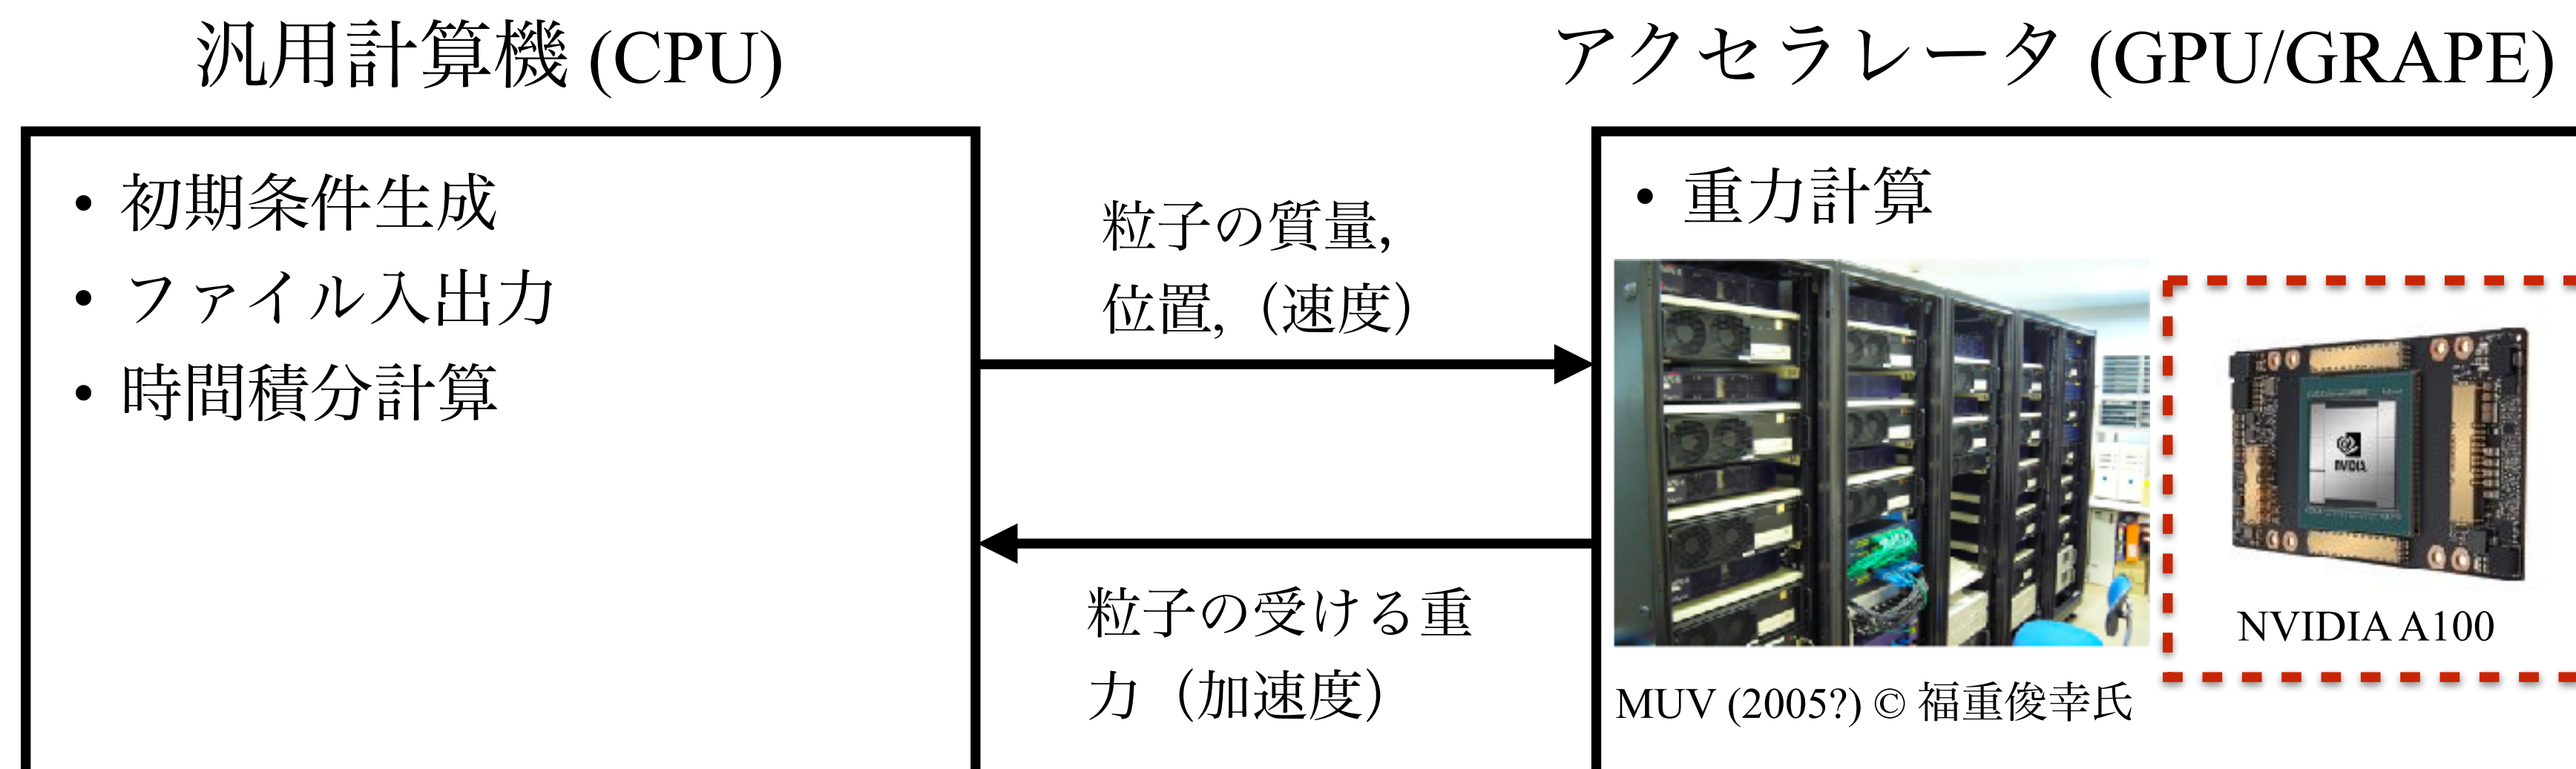 汎用計算機 (CPU)
アクセラレータ (GPU/GRAPE)
• 初期条件生成
• ファイル入出力
• 時間積分計算
粒子の質量,
位置,（速度）
粒子の受ける重
力（加速度）
• 重力計算
NVIDIA
NVIDIA A100
MUV (2005?) © 福重俊幸氏